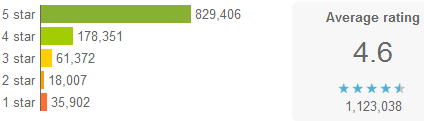 5 star 829,406
4 star 178,351
3 star 61,372
2 star 18,007
1 star 35,902
Average rating
4.6
1,123,038